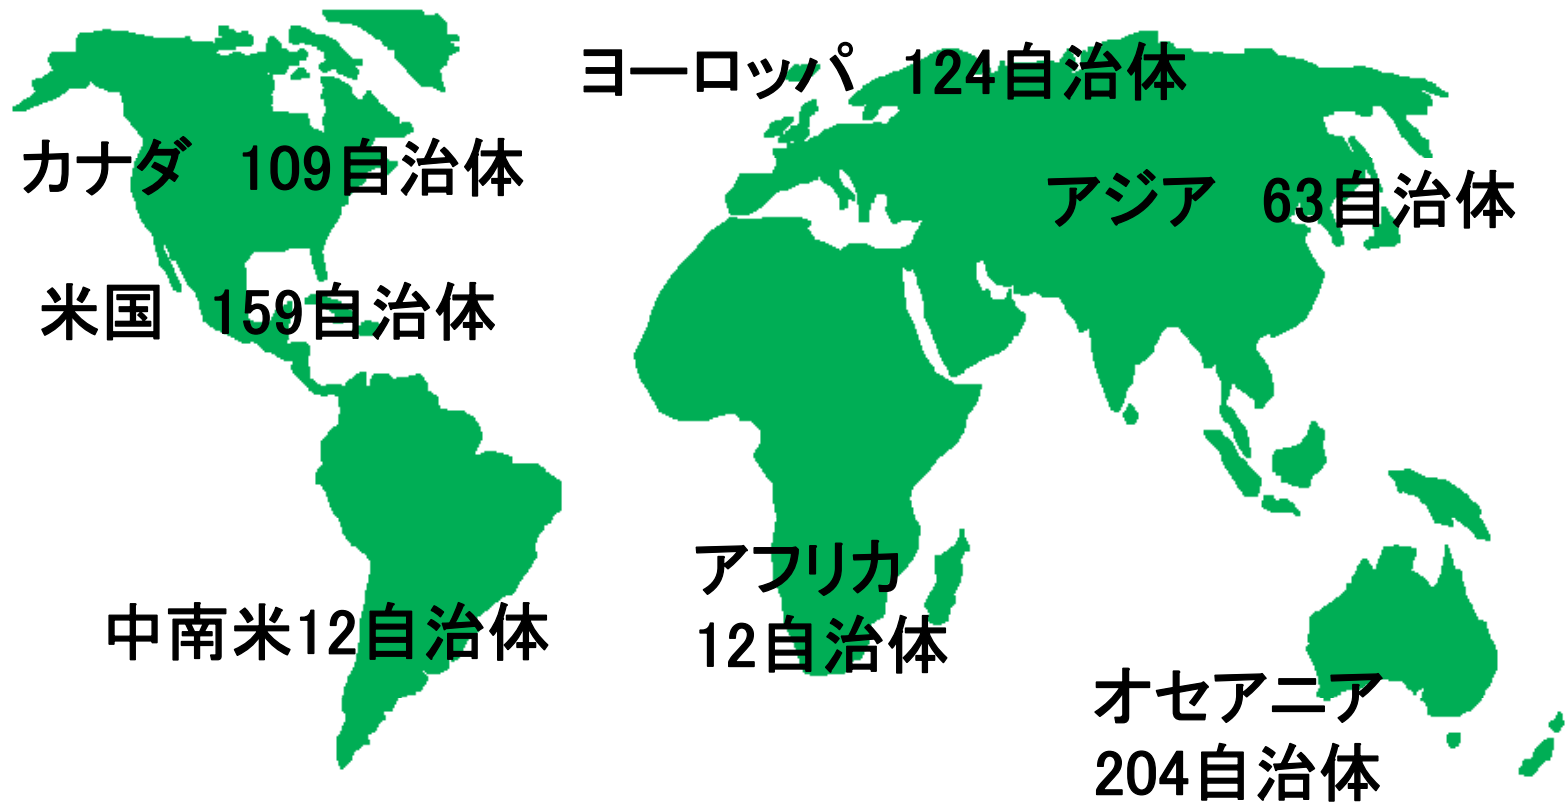 ヨーロッパ　124自治体
カナダ　109自治体
アジア　63自治体
米国　159自治体
アフリカ
12自治体
中南米12自治体
オセアニア
204自治体